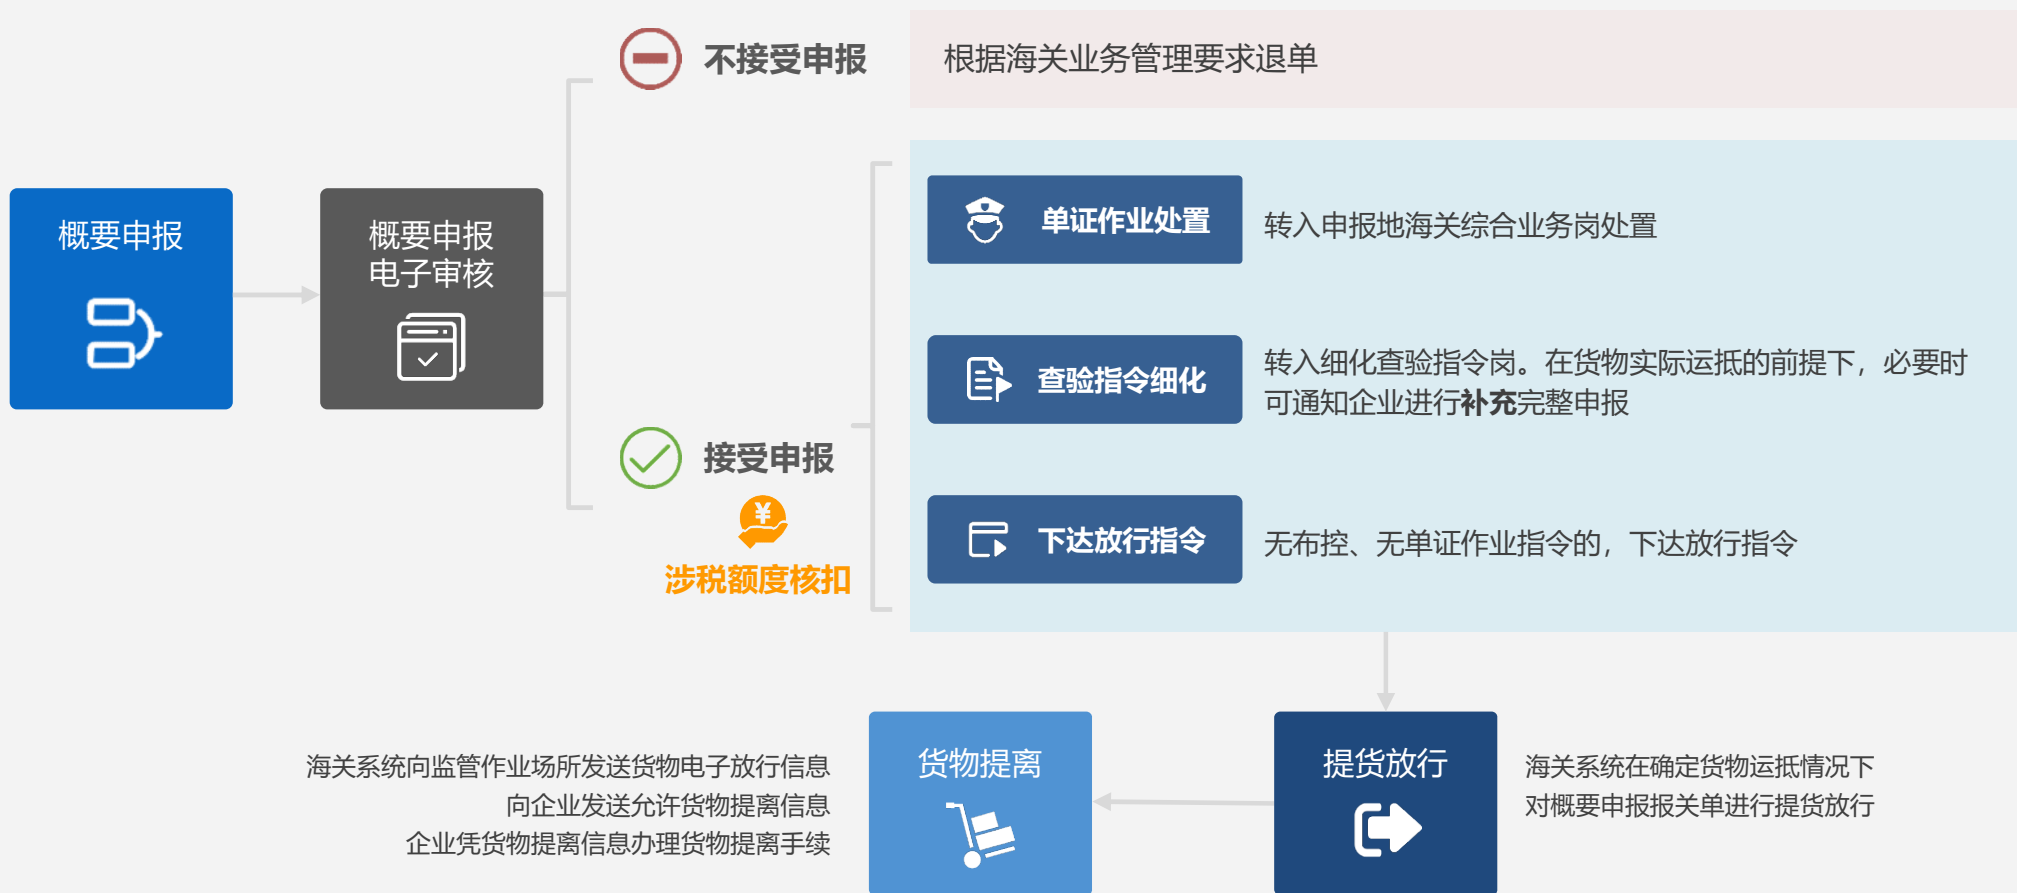 不接受申报
根据海关业务管理要求退单
概要申报
概要申报
电子审核
接受申报
¥
涉税额度核扣
单证作业处置
转入申报地海关综合业务岗处置
查验指令细化
转入细化查验指令岗。在货物实际运抵的前提下，必要时
可通知企业进行补充完整申报
下达放行指令
无布控、无单证作业指令的，下达放行指令
提货放行
海关系统在确定货物运抵情况下
对概要申报报关单进行提货放行
货物提离
海关系统向监管作业场所发送货物电子放行信息
向企业发送允许货物提离信息
企业凭货物提离信息办理货物提离手续